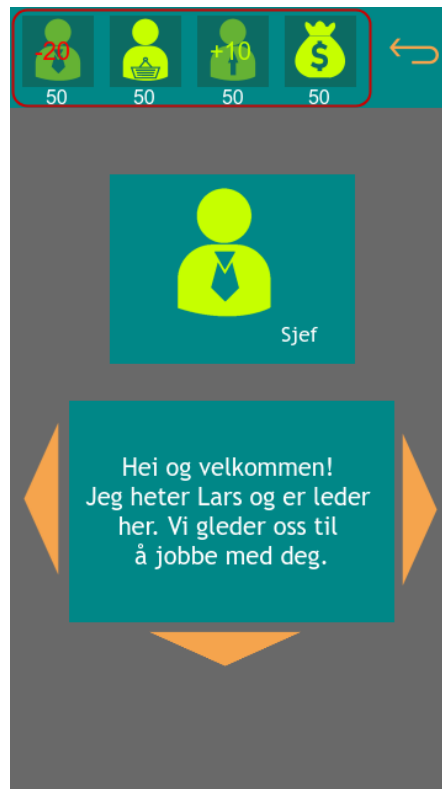 -20 +10
50 50 50 50
Sjef
Hei og velkommen!
Jeg heter Lars og er leder
her. Vi gleder oss til
å jobbe med deg.